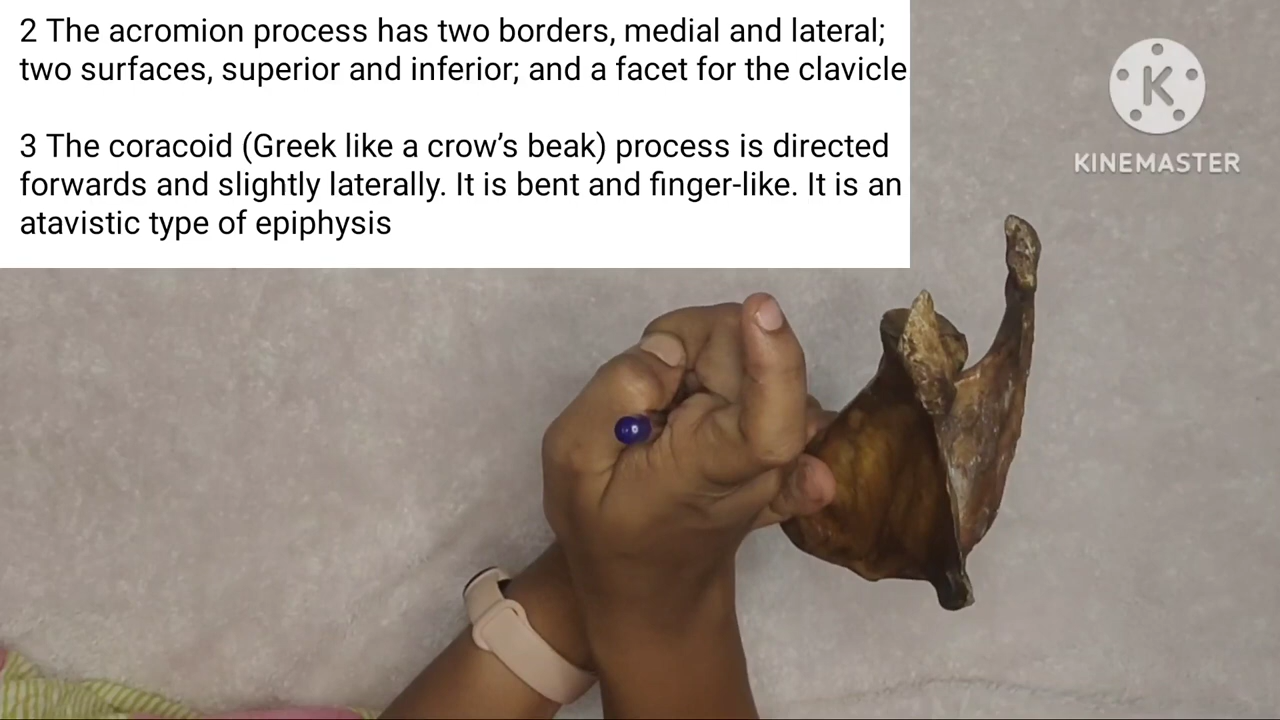 2 The acromion process has two borders, medial and lateral;
two surfaces, superior and inferior; and a facet for the clavicle
3 The coracoid (Greek like a crow’s beak) process is directed
forwards and slightly laterally. It is bent and finger-like. It is an
atavistic type of epiphysis
K
KINEMASTER